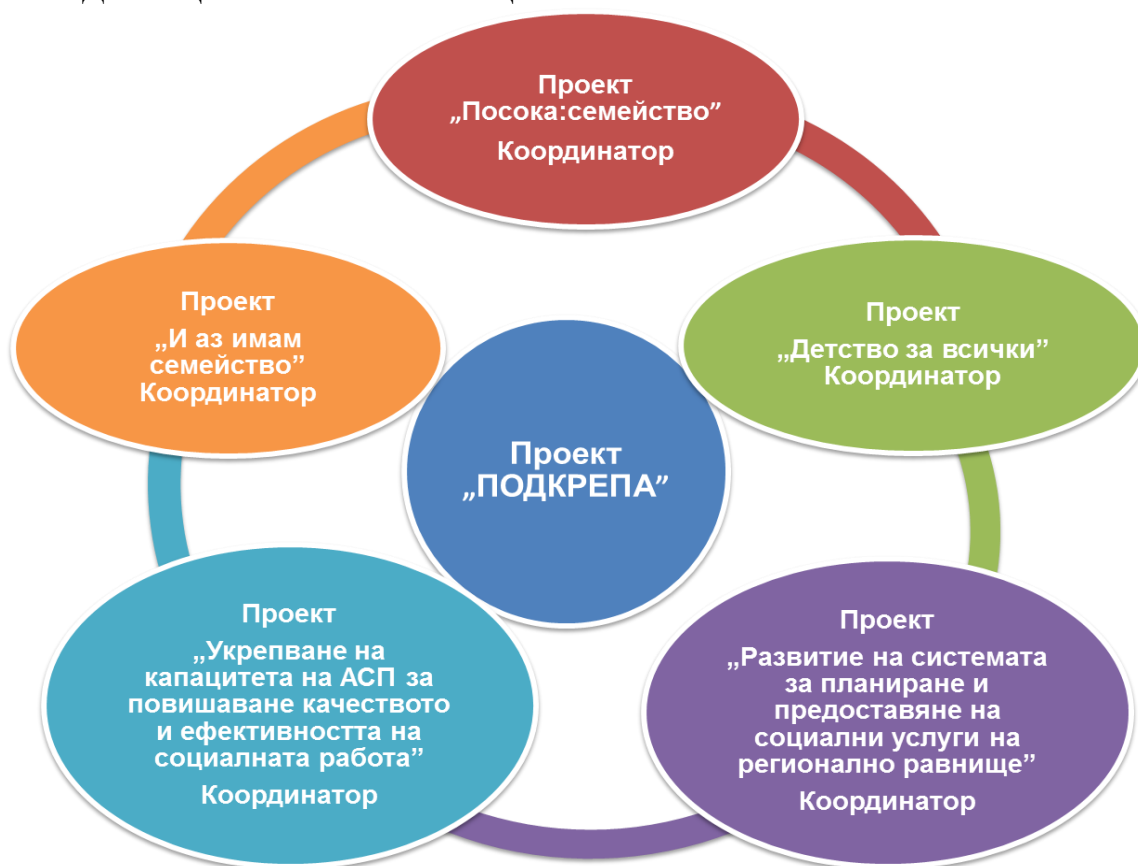 Проект
„Посока:семейство”
Координатор
Проект
„И аз имам
семейство”
Координатор
Проект
„Детство за всички”
Координатор
Проект
„ПОДКРЕПА”
Проект
„Укрепване на
капацитета на АСП за
повишаване качеството
и ефективността на
социалната работа”
Координатор
Проект
„Развитие на системата
за планиране и
предоставяне на
социални услуги на
регионално равнище”
Координатор